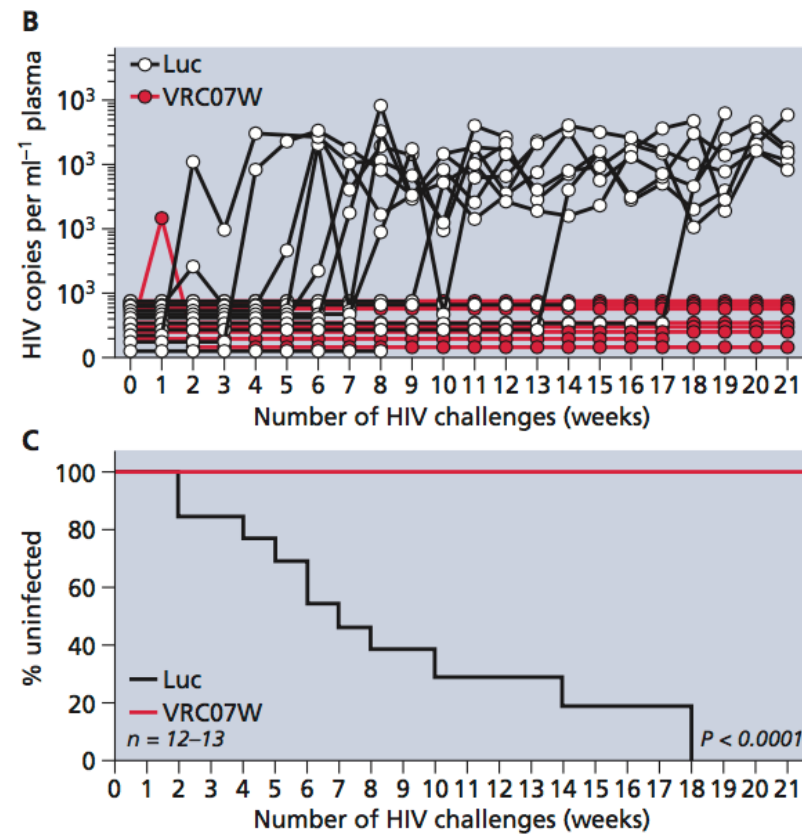 B
HIV copies per ml⁻¹ plasma
Luc
VRC07W
10³
10³
10³
10³
0
0 1 2 3 4 5 6 7 8 9 10 11 12 13 14 15 16 17 18 19 20 21
Number of HIV challenges (weeks)
C
% uninfected
100
80
60
40
20
0
Luc
VRC07W
n = 12–13
P < 0.0001
0 1 2 3 4 5 6 7 8 9 10 11 12 13 14 15 16 17 18 19 20 21
Number of HIV challenges (weeks)